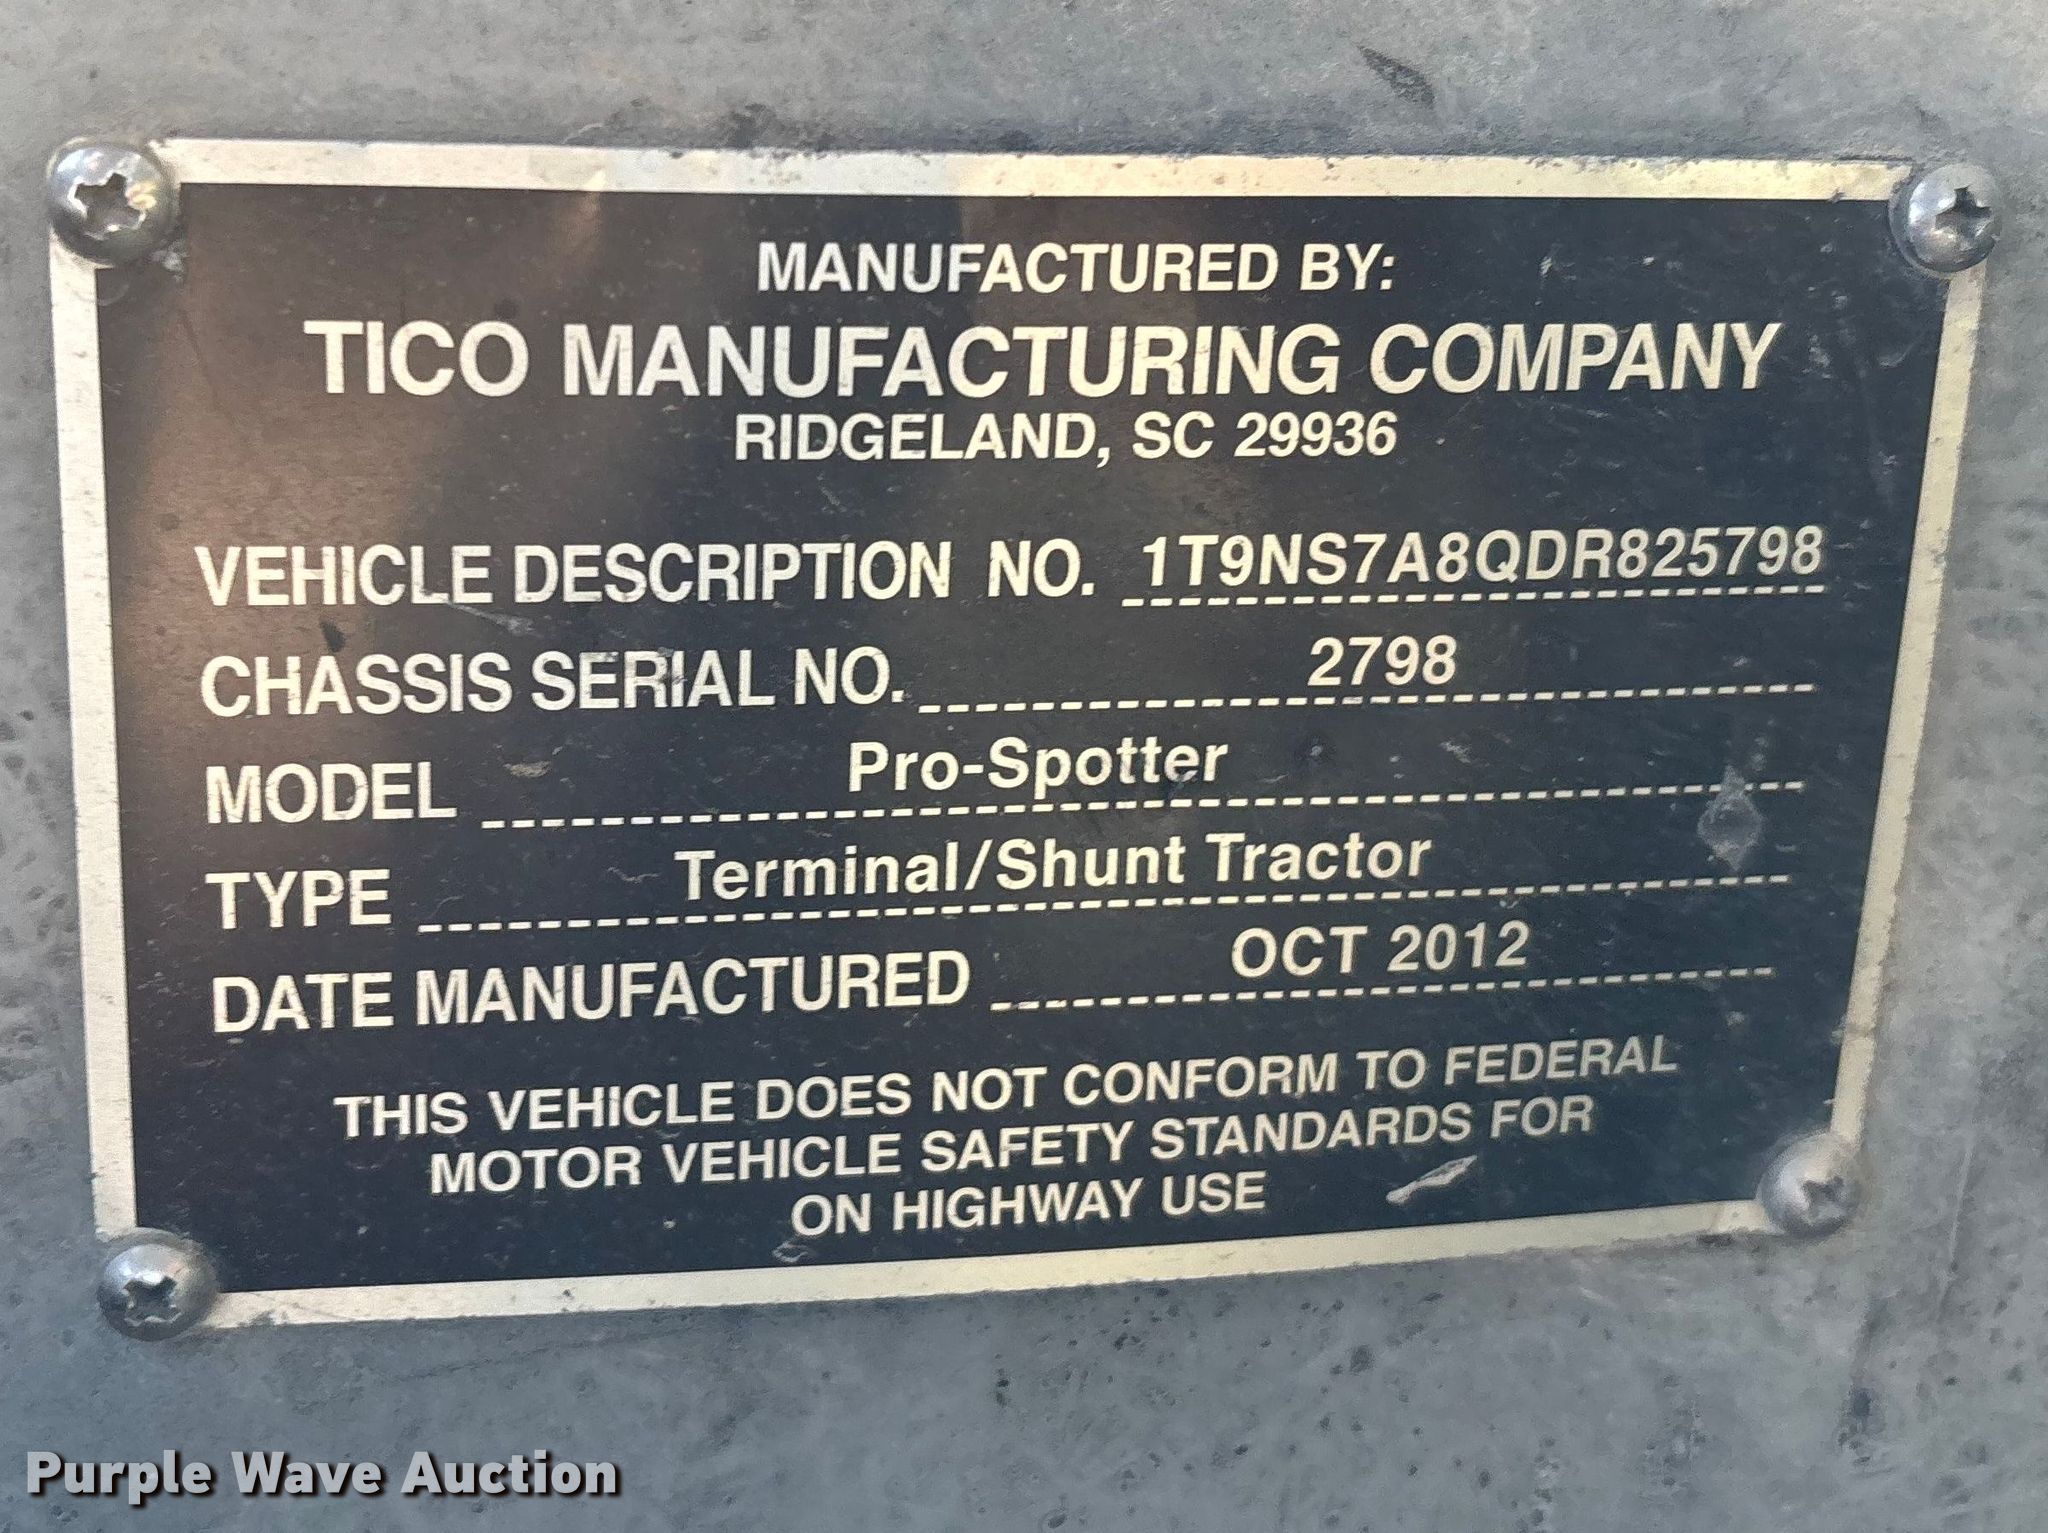 MANUFACTURED BY:
TICO MANUFACTURING COMPANY
RIDGELAND, SC 29936
VEHICLE DESCRIPTION NO. 1T9NS7A8QDR825798
CHASSIS SERIAL NO. 2798
MODEL Pro-Spotter
TYPE Terminal/Shunt Tractor
DATE MANUFACTURED OCT 2012
THIS VEHICLE DOES NOT CONFORM TO FEDERAL
MOTOR VEHICLE SAFETY STANDARDS FOR
ON HIGHWAY USE
Purple Wave Auction